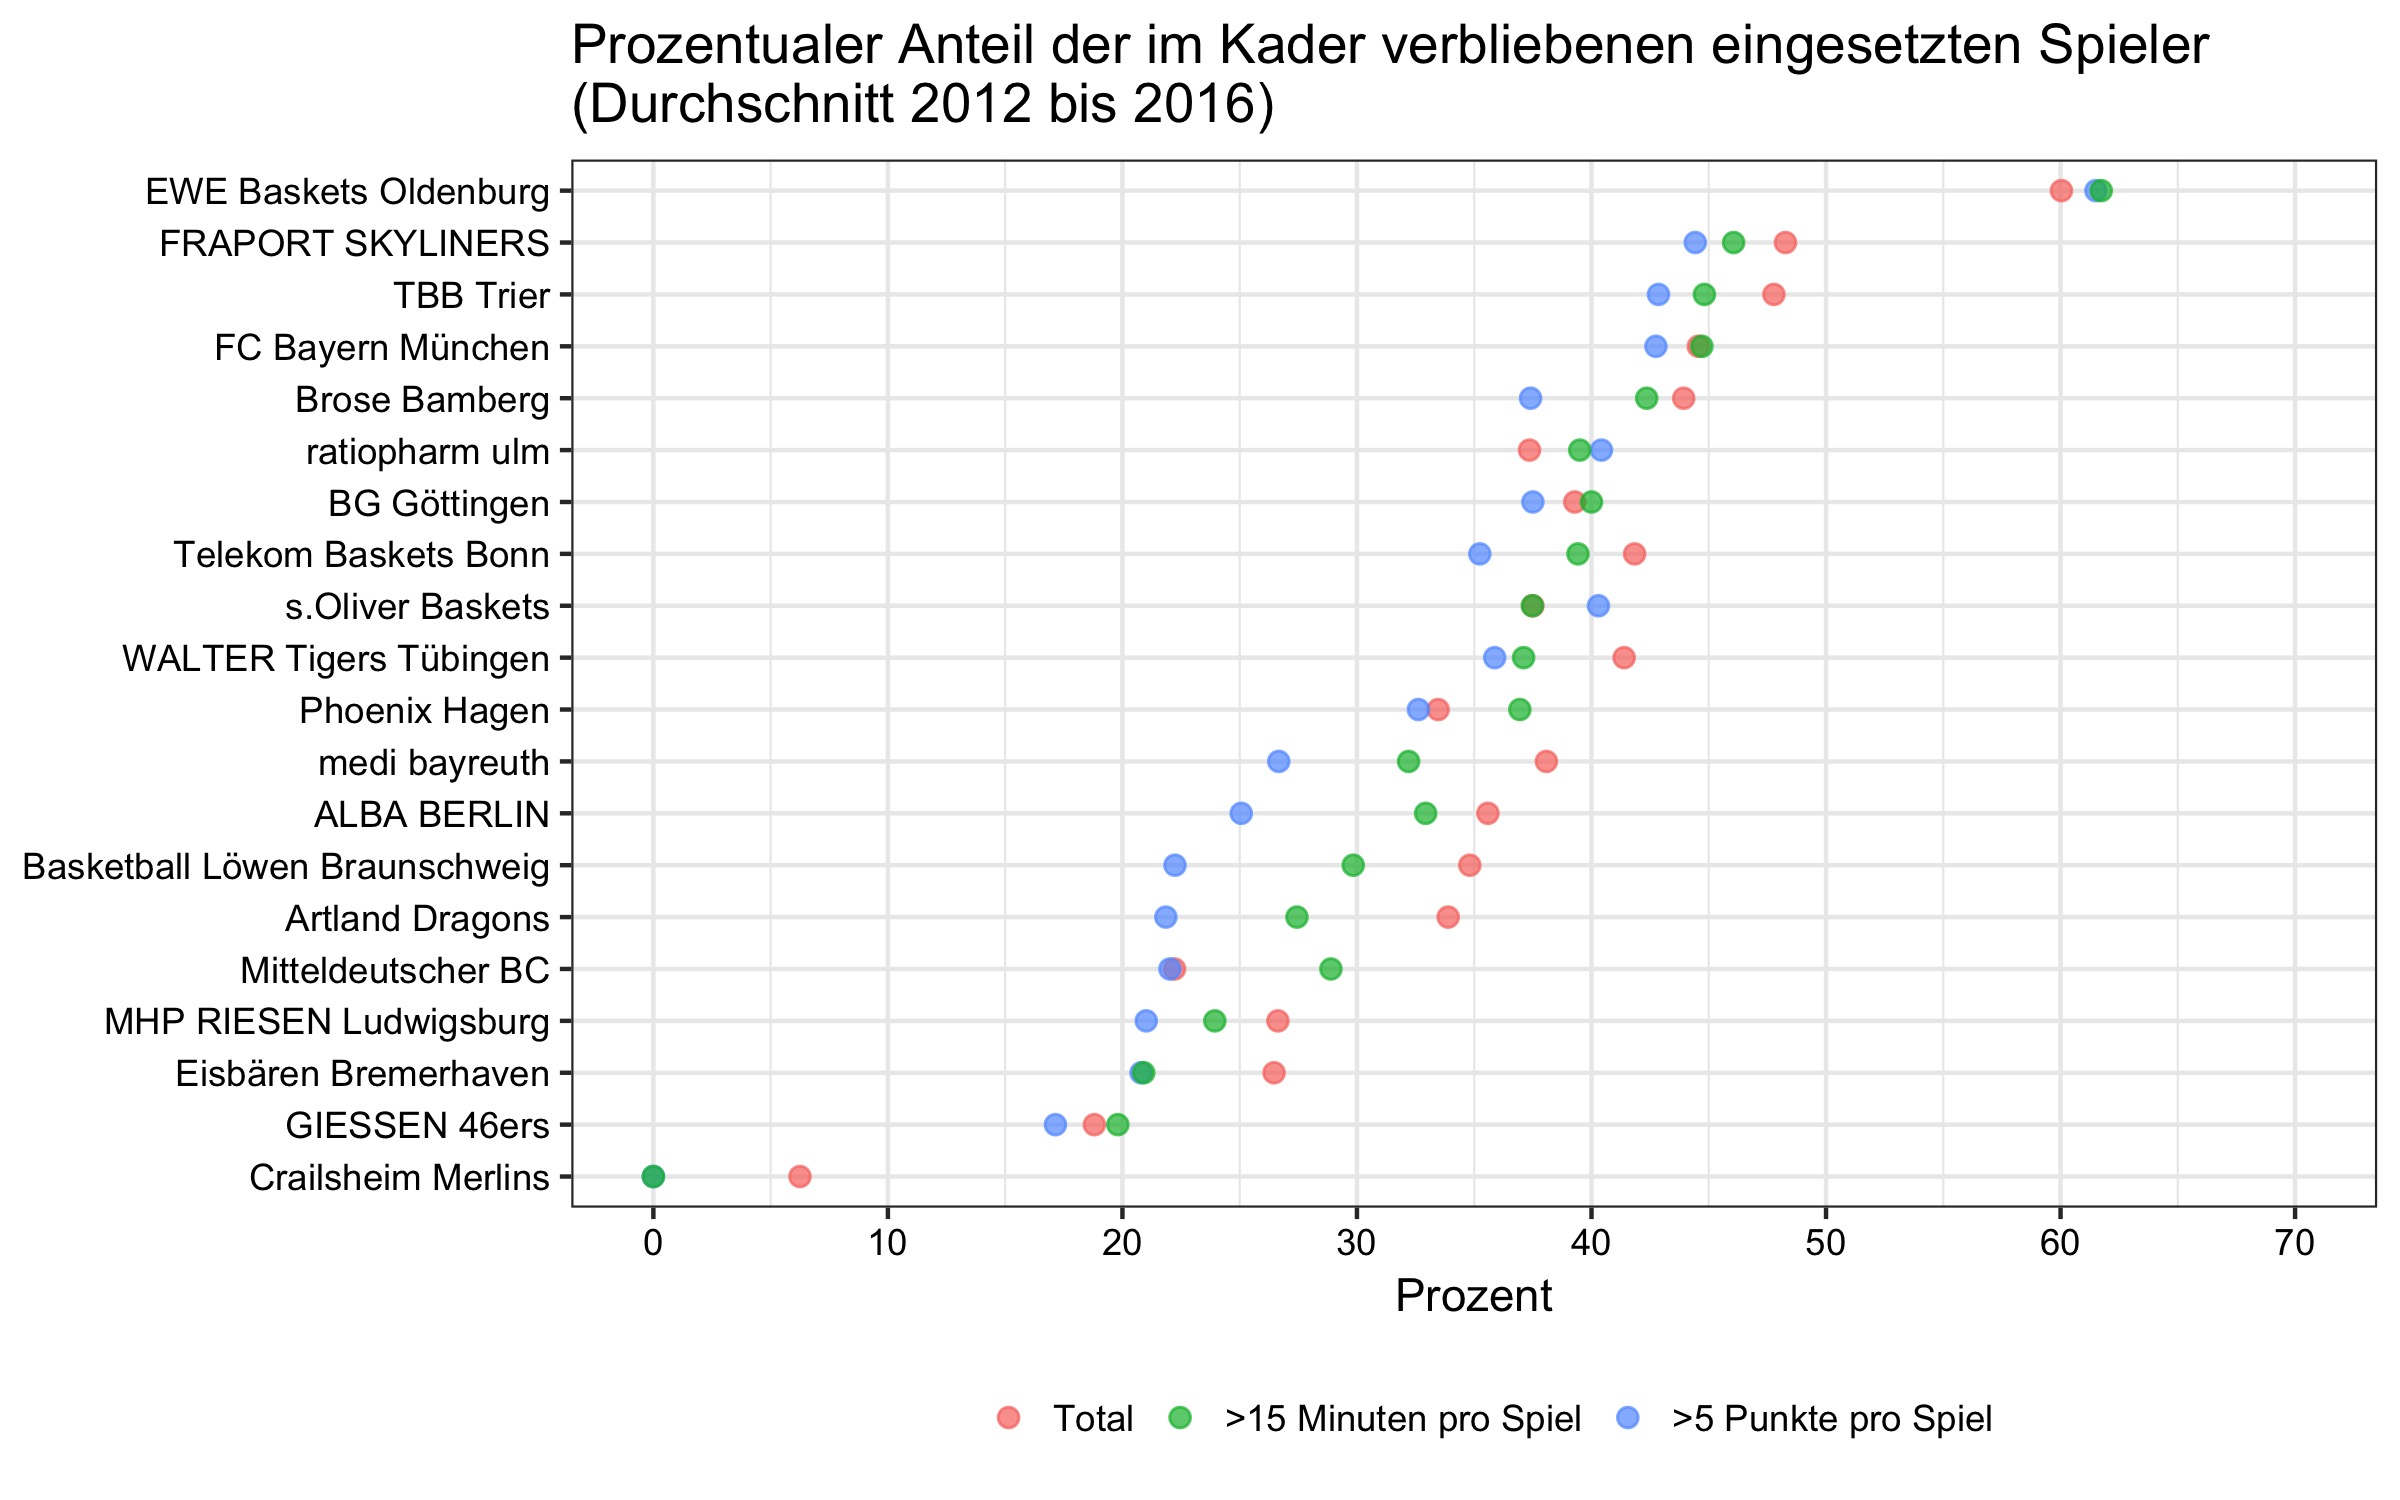 Prozentualer Anteil der im Kader verbliebenen eingesetzten Spieler
(Durchschnitt 2012 bis 2016)
EWE Baskets Oldenburg
FRAPORT SKYLINERS
TBB Trier
FC Bayern München
Brose Bamberg
ratiopharm ulm
BG Göttingen
Telekom Baskets Bonn
s.Oliver Baskets
WALTER Tigers Tübingen
Phoenix Hagen
medi bayreuth
ALBA BERLIN
Basketball Löwen Braunschweig
Artland Dragons
Mitteldeutscher BC
MHP RIESEN Ludwigsburg
Eisbären Bremerhaven
GIESSEN 46ers
Crailsheim Merlins
0 10 20 30 40 50 60 70
Prozent
Total >15 Minuten pro Spiel >5 Punkte pro Spiel